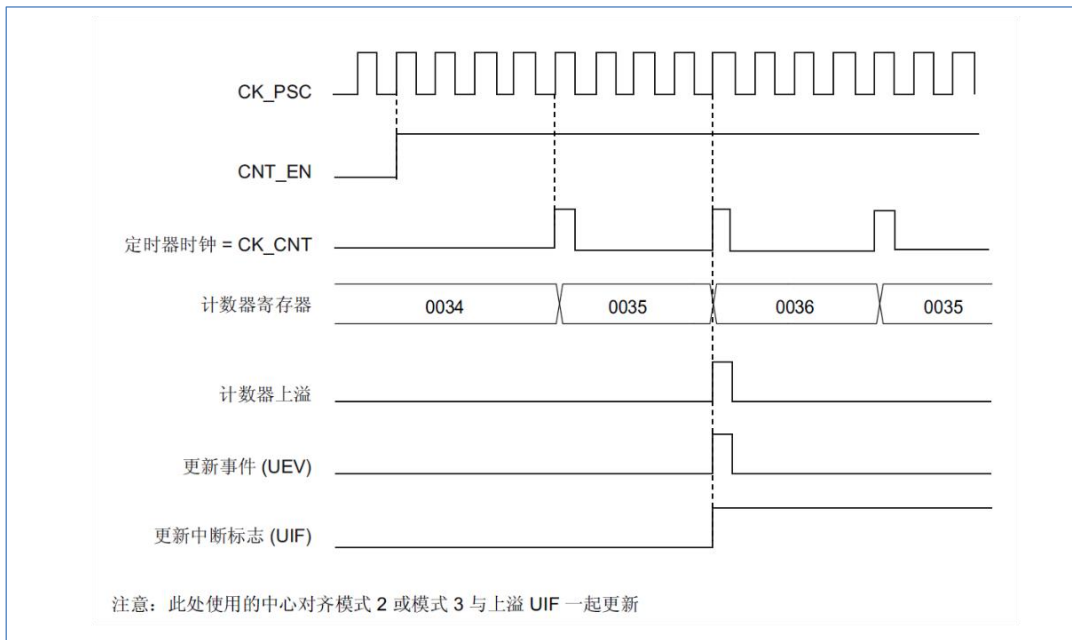 CK_PSC
CNT_EN
定时器时钟 = CK_CNT
计数器寄存器 0034 0035 0036 0035
计数器上溢
更新事件 (UEV)
更新中断标志 (UIF)
注意：此处使用的中心对齐模式 2 或模式 3 与上溢 UIF 一起更新